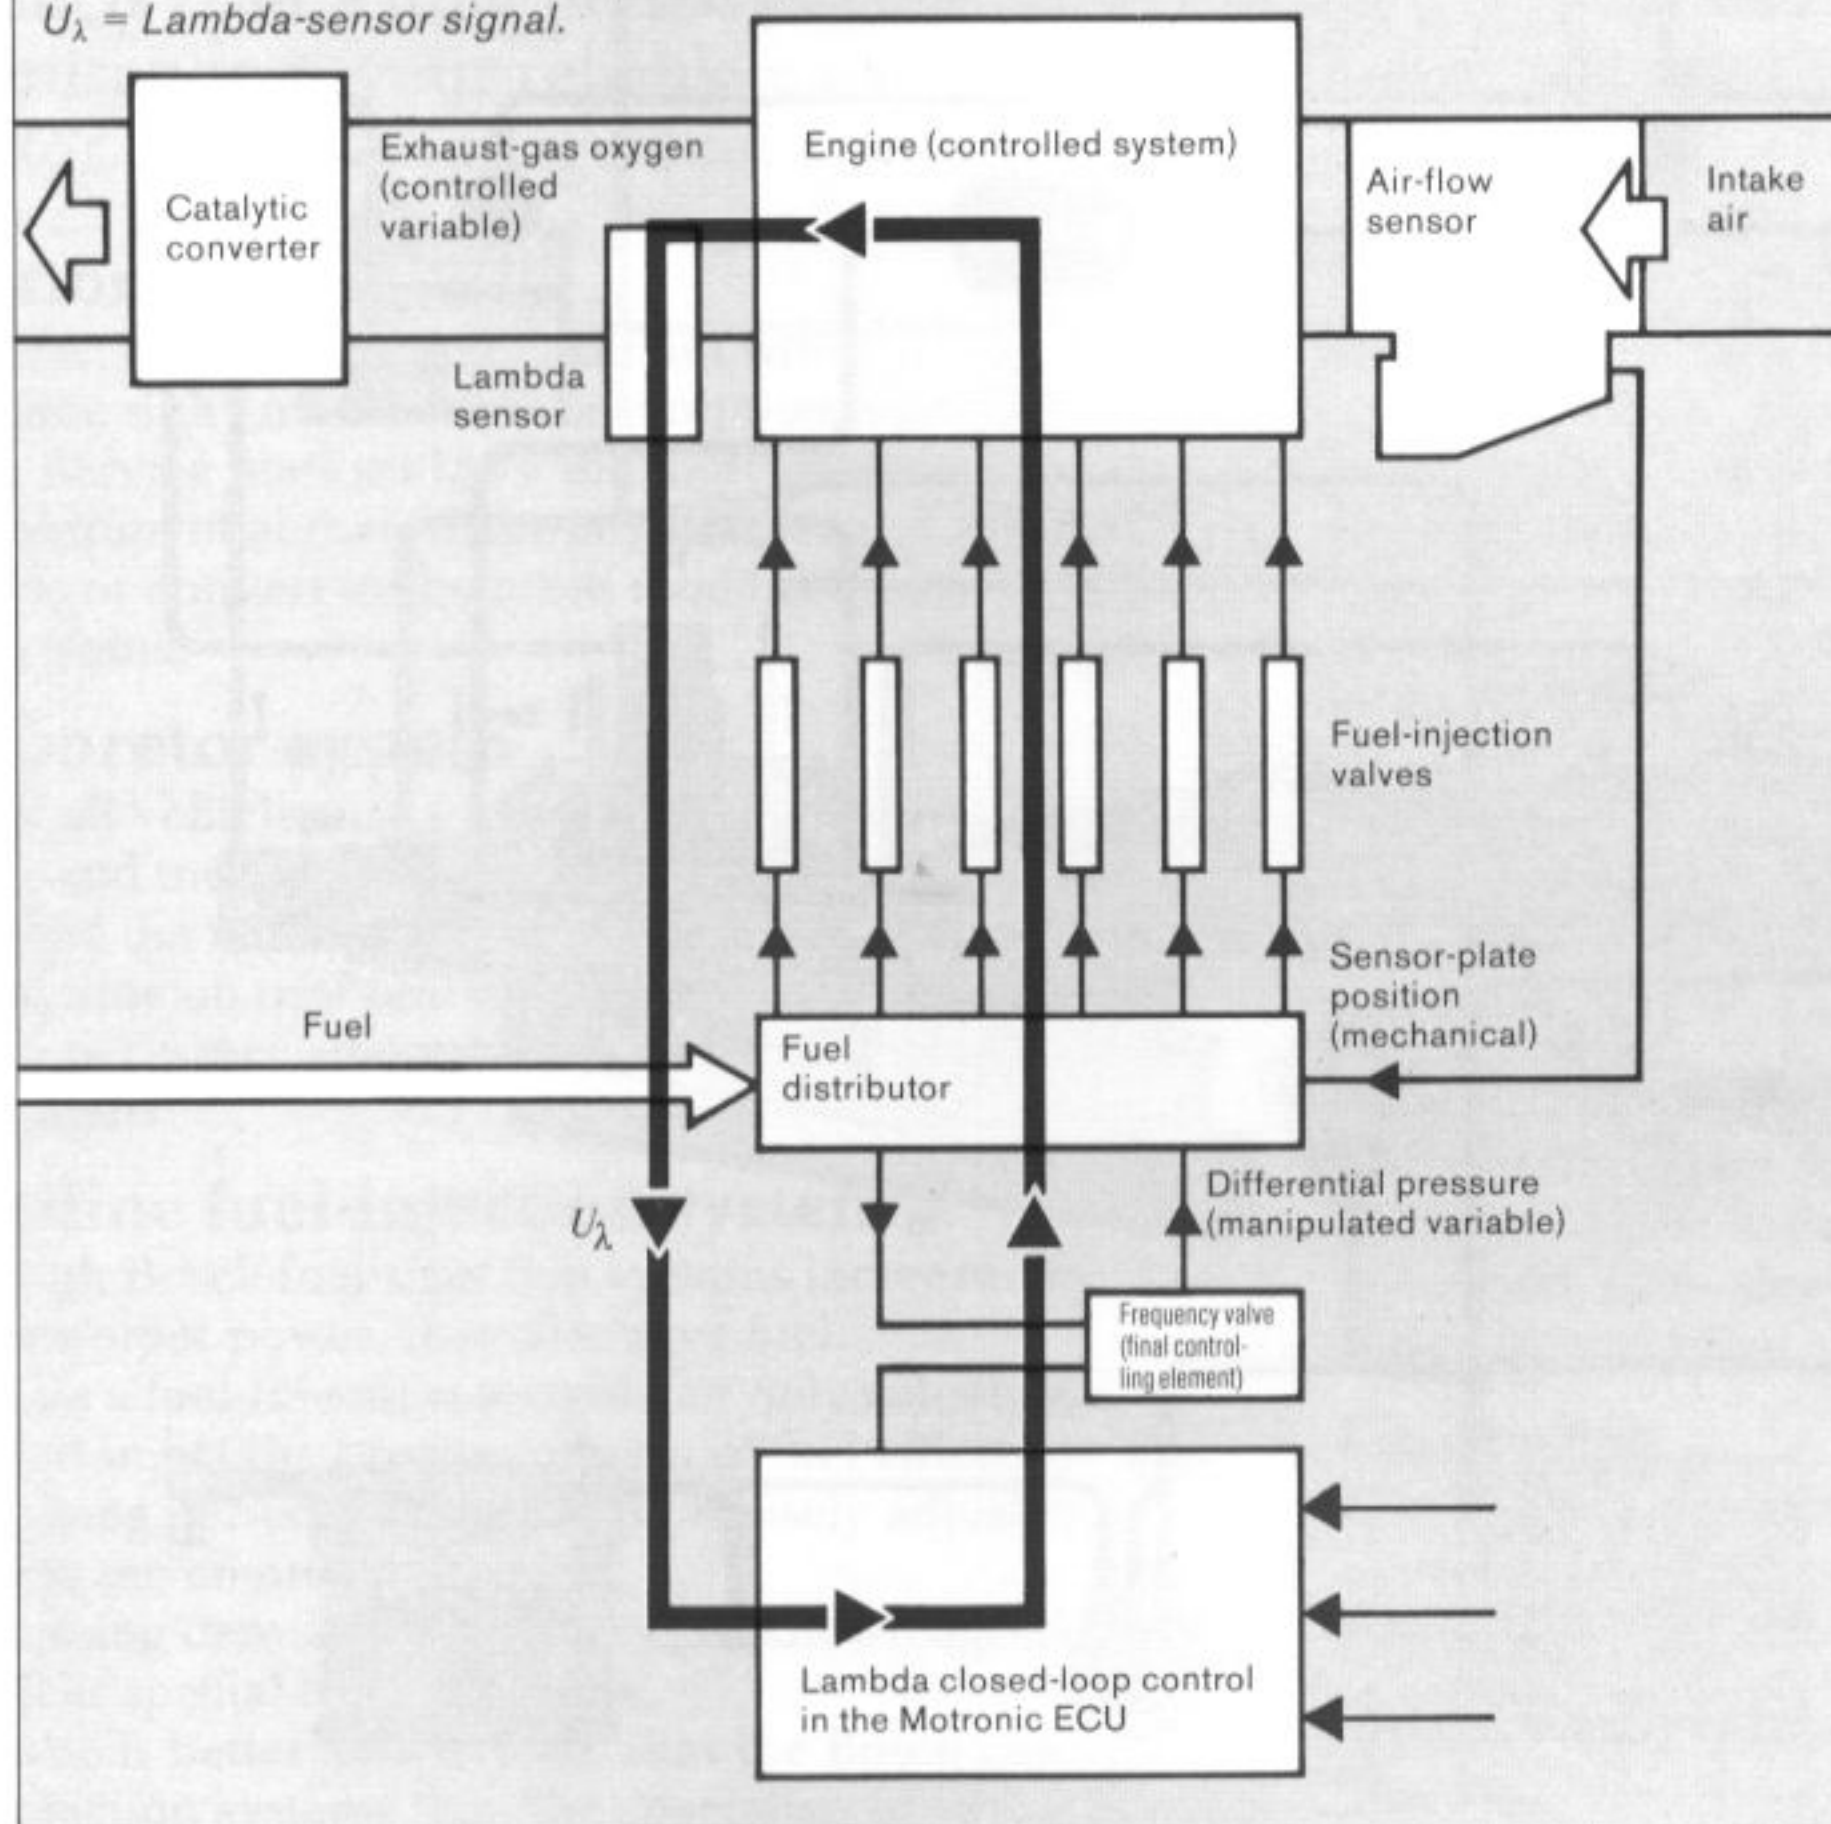 U_λ = Lambda-sensor signal.
Engine (controlled system)
Exhaust-gas oxygen
(controlled
variable)
Catalytic
converter
Air-flow
sensor
Intake
air
Lambda
sensor
Fuel-injection
valves
Sensor-plate
position
(mechanical)
Fuel
Fuel
distributor
U_λ
Differential pressure
(manipulated variable)
Frequency valve
(final control-
ling element)
Lambda closed-loop control
in the Motronic ECU